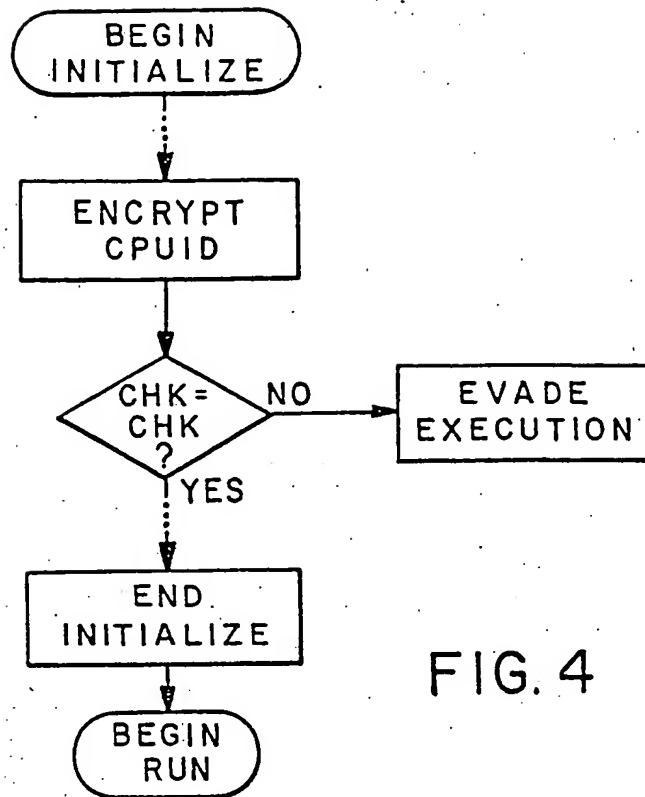 BEGIN
INITIALIZE
ENCRYPT
CPUID
CHK =
CHK
?
NO
EVADE
EXECUTION
YES
END
INITIALIZE
BEGIN
RUN
FIG. 4